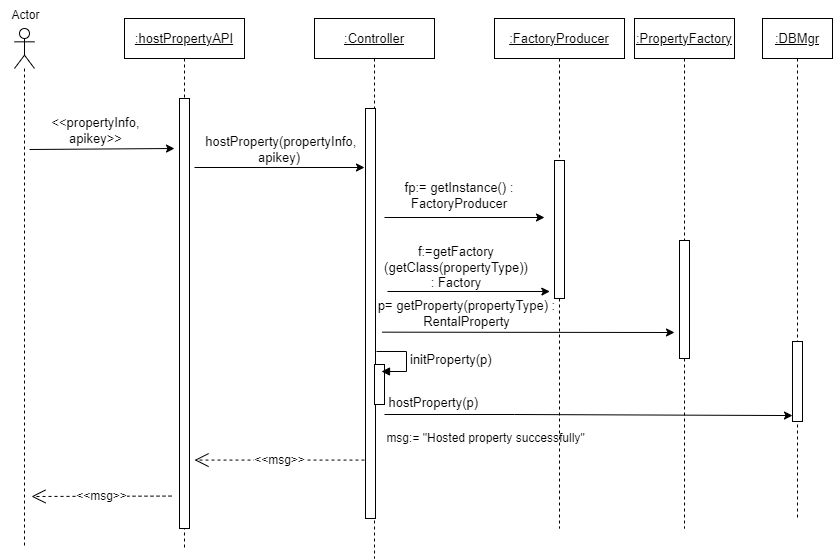 Actor
:hostPropertyAPI
:Controller
:FactoryProducer
:PropertyFactory
:DBMgr
<<propertyInfo,
apikey>>
hostProperty(propertyInfo,
apikey)
fp:= getInstance() :
FactoryProducer
f:=getFactory
(getClass(propertyType))
: Factory
p= getProperty(propertyType) :
RentalProperty
initProperty(p)
hostProperty(p)
msg:= "Hosted property successfully"
<<msg>>
<<msg>>